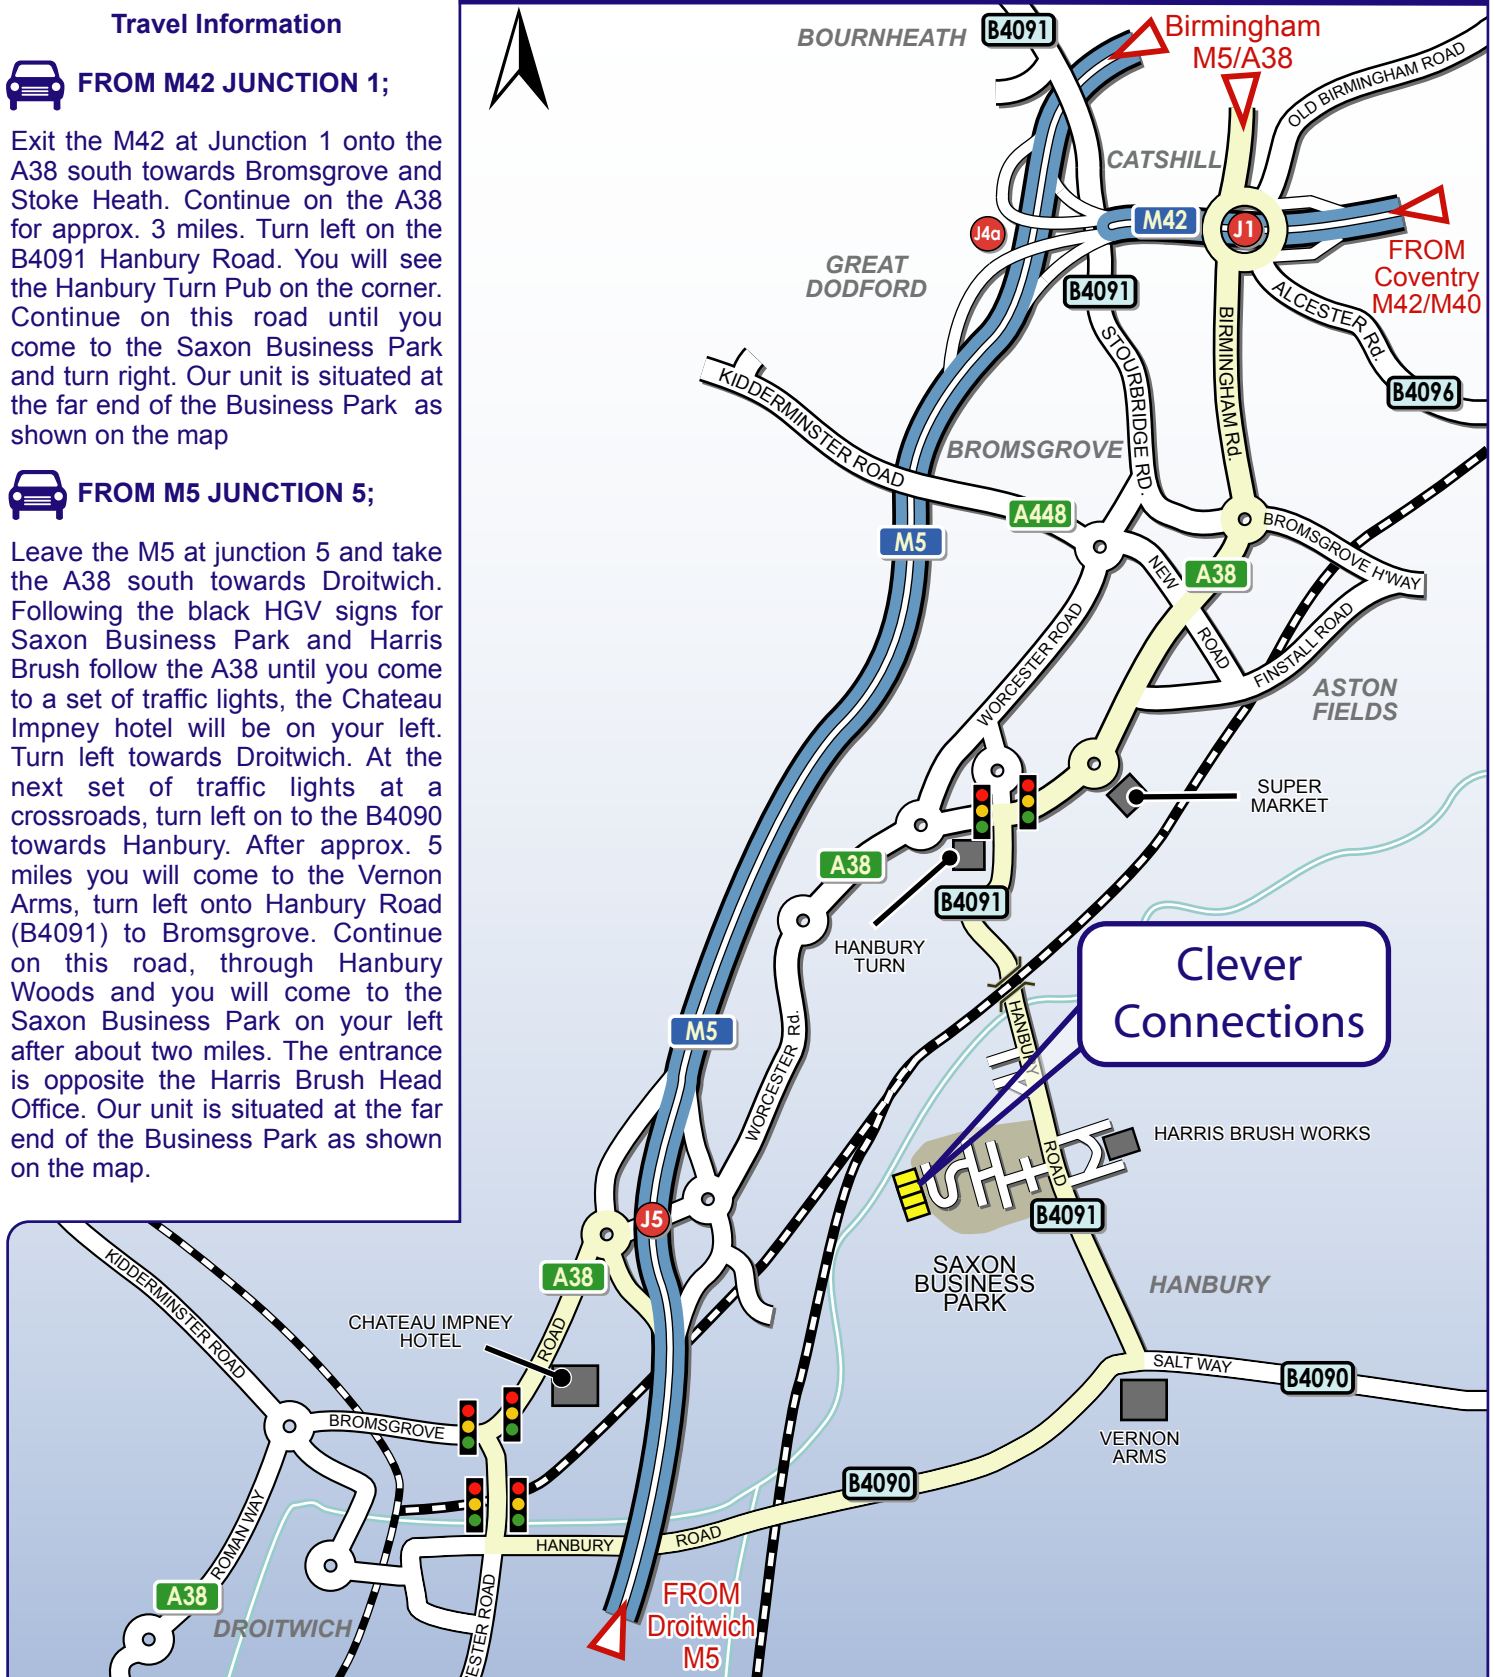 Travel Information
FROM M42 JUNCTION 1;
Exit the M42 at Junction 1 onto the
A38 south towards Bromsgrove and
Stoke Heath. Continue on the A38
for approx. 3 miles. Turn left on the
B4091 Hanbury Road. You will see
the Hanbury Turn Pub on the corner.
Continue on this road until you
come to the Saxon Business Park
and turn right. Our unit is situated at
the far end of the Business Park as
shown on the map
FROM M5 JUNCTION 5;
Leave the M5 at junction 5 and take
the A38 south towards Droitwich.
Following the black HGV signs for
Saxon Business Park and Harris
Brush follow the A38 until you come
to a set of traffic lights, the Chateau
Impney hotel will be on your left.
Turn left towards Droitwich. At the
next set of traffic lights at a
crossroads, turn left on to the B4090
towards Hanbury. After approx. 5
miles you will come to the Vernon
Arms, turn left onto Hanbury Road
(B4091) to Bromsgrove. Continue
on this road, through Hanbury
Woods and you will come to the
Saxon Business Park on your left
after about two miles. The entrance
is opposite the Harris Brush Head
Office. Our unit is situated at the far
end of the Business Park as shown
on the map.
BOURNHEATH
B4091
Birmingham
M5/A38
OLD BIRMINGHAM ROAD
CATSHILL
M42
J1
J4a
FROM
Coventry
M42/M40
GREAT
DODFORD
B4091
ALCESTER Rd.
B4096
STOURBRIDGE RD.
BIRMINGHAM Rd.
KIDDERMINSTER ROAD
BROMSGROVE
A448
M5
BROMSGROVE H'WAY
A38
NEW
ROAD
FINSTALL ROAD
WORCESTER ROAD
ASTON
FIELDS
SUPER
MARKET
A38
B4091
HANBURY
TURN
Clever
Connections
M5
WORCESTER Rd.
HANBURY
ROAD
HARRIS BRUSH WORKS
B4091
SAXON
BUSINESS
PARK
HANBURY
J5
A38
KIDDERMINSTER ROAD
CHATEAU IMPNEY
HOTEL
ROAD
BROMSGROVE
SALT WAY
B4090
VERNON
ARMS
B4090
ROMAN WAY
HANBURY
ROAD
A38
DROITWICH
ESTER ROAD
FROM
Droitwich
M5